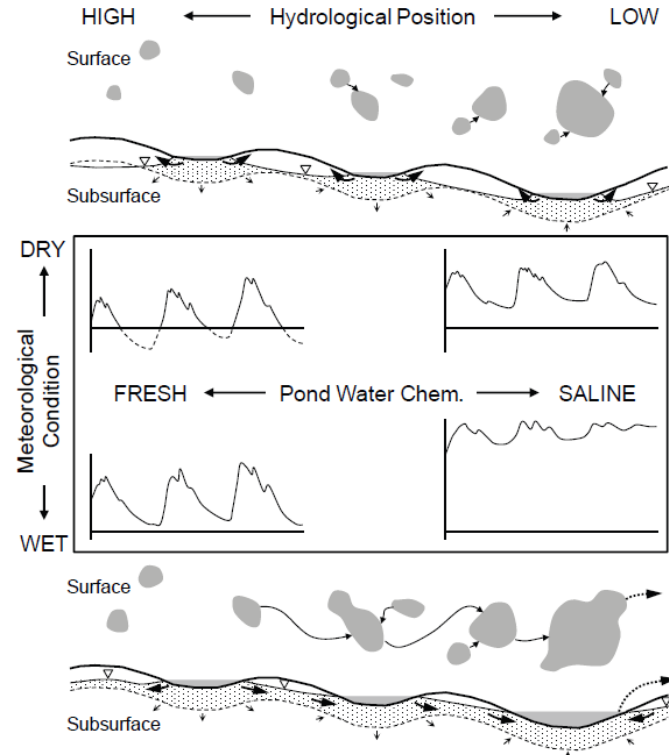 HIGH Hydrological Position LOW
Surface
Subsurface
DRY
Meteorological
Condition
FRESH Pond Water Chem. SALINE
WET
Surface
Subsurface